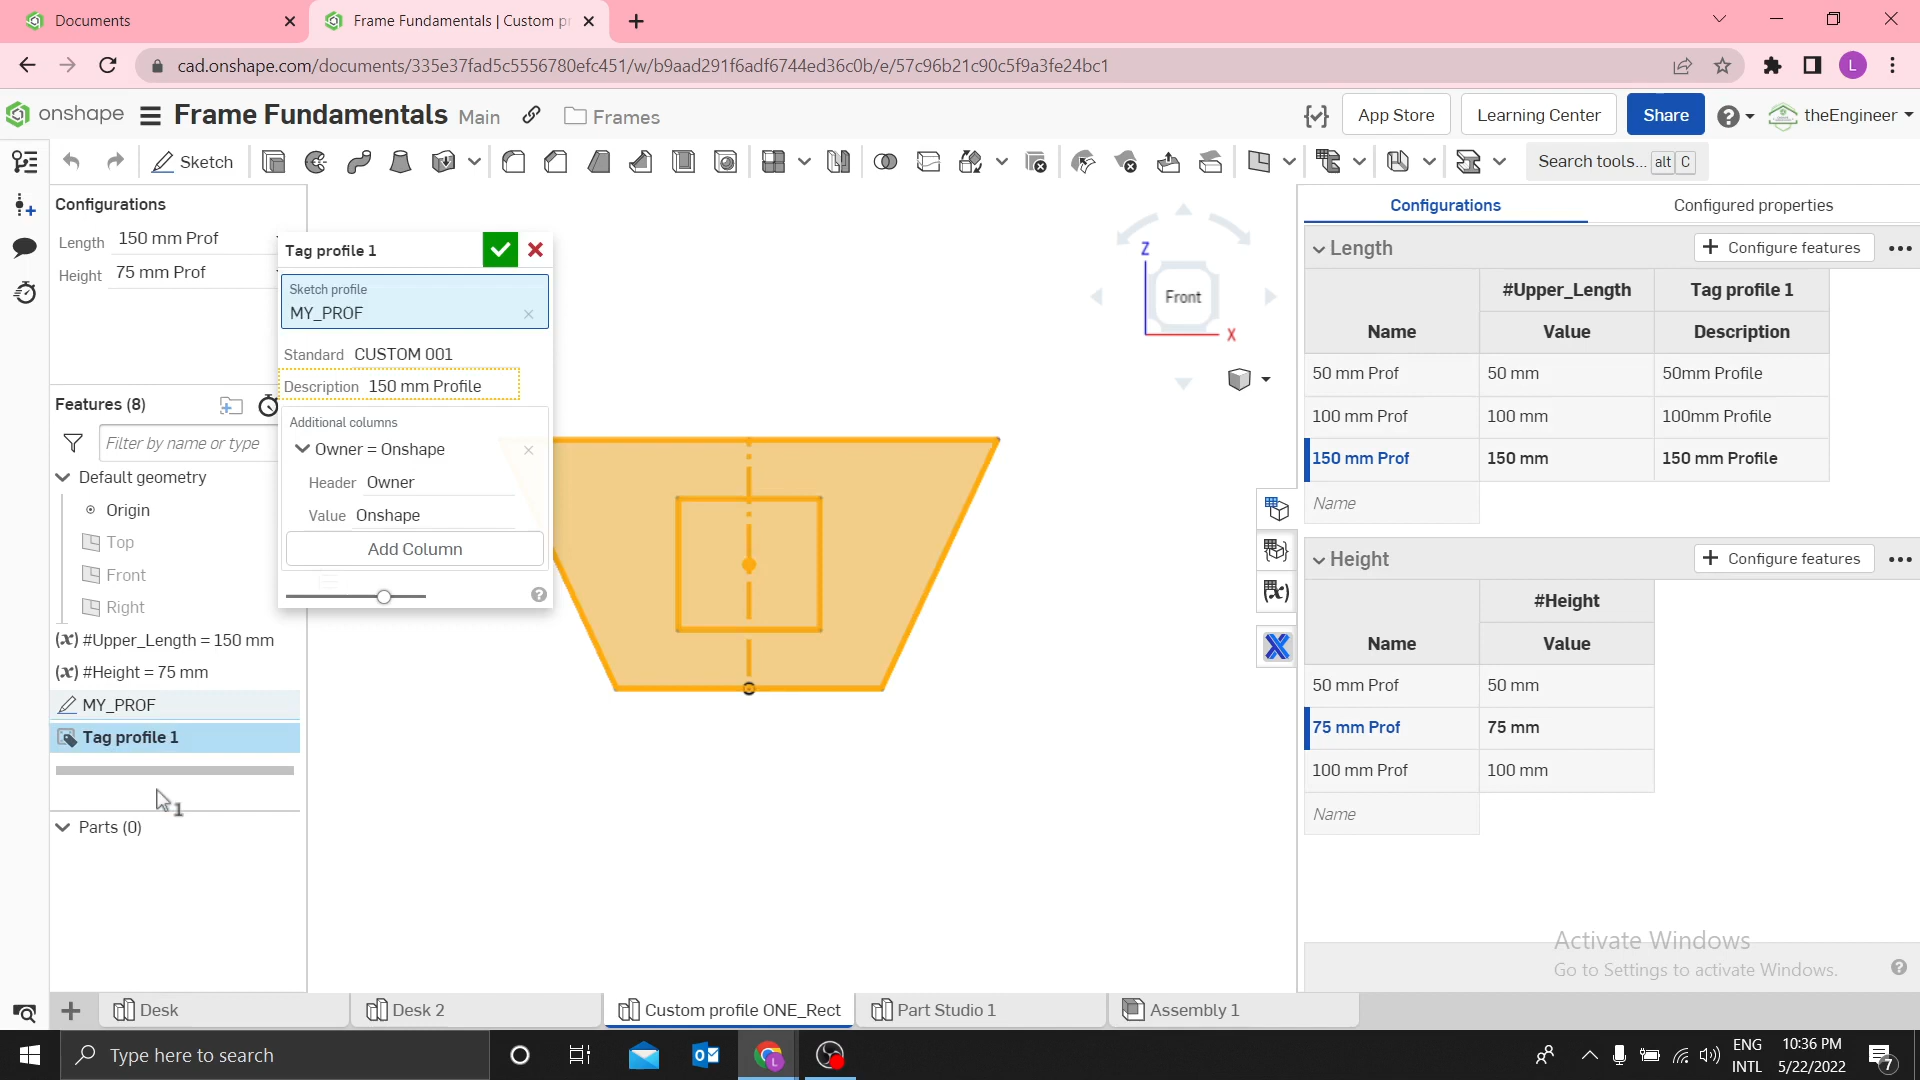 Documents
Frame Fundamentals | Custom pr
cad.onshape.com/documents/335e37fad5c5556780efc451/w/b9aad291f6adf6744ed36c0b/e/57c96b21c90c5f9a3fe24bc1
L
onshape
Frame Fundamentals
Main
Frames
App Store
Learning Center
Share
theEngineer
Sketch
Search tools... alt C
Configurations
Length 150 mm Prof
Height 75 mm Prof
Tag profile 1
Sketch profile
MY_PROF
Standard CUSTOM 001
Description 150 mm Profile
Additional columns
Owner = Onshape
Header Owner
Value Onshape
Add Column
Features (8)
Filter by name or type
Default geometry
Origin
Top
Front
Right
(x) #Upper_Length = 150 mm
(x) #Height = 75 mm
MY_PROF
Tag profile 1
1
Parts (0)
Z
Front
X
Configurations
Configured properties
Length
+ Configure features
#Upper_Length Tag profile 1
Name Value Description
50 mm Prof 50 mm 50mm Profile
100 mm Prof 100 mm 100mm Profile
150 mm Prof 150 mm 150 mm Profile
Name
Height
+ Configure features
#Height
Name Value
50 mm Prof 50 mm
75 mm Prof 75 mm
100 mm Prof 100 mm
Name
Activate Windows
Go to Settings to activate Windows.
Desk
Desk 2
Custom profile ONE_Rect
Part Studio 1
Assembly 1
Type here to search
ENG
INTL
10:36 PM
5/22/2022
7